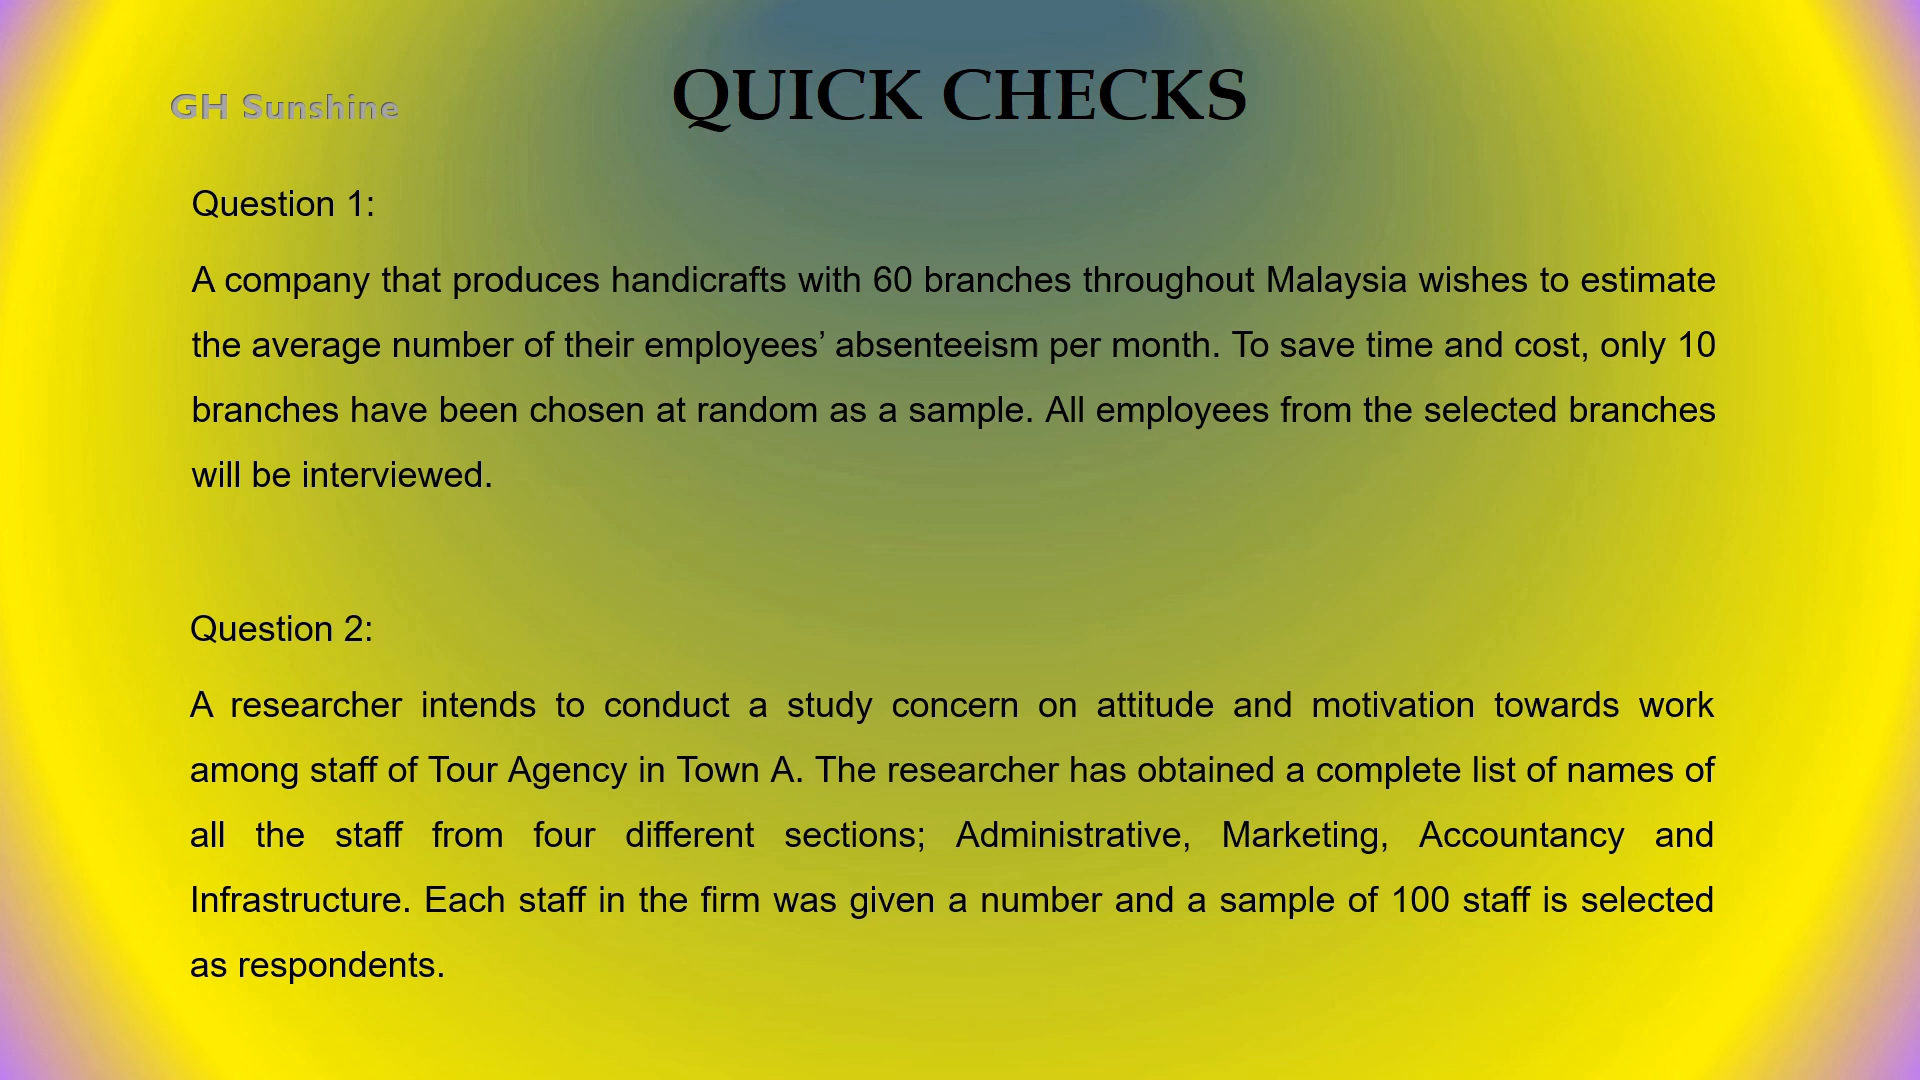 GH Sunshine
QUICK CHECKS
Question 1:
A company that produces handicrafts with 60 branches throughout Malaysia wishes to estimate
the average number of their employees’ absenteeism per month. To save time and cost, only 10
branches have been chosen at random as a sample. All employees from the selected branches
will be interviewed.
Question 2:
A researcher intends to conduct a study concern on attitude and motivation towards work
among staff of Tour Agency in Town A. The researcher has obtained a complete list of names of
all the staff from four different sections; Administrative, Marketing, Accountancy and
Infrastructure. Each staff in the firm was given a number and a sample of 100 staff is selected
as respondents.